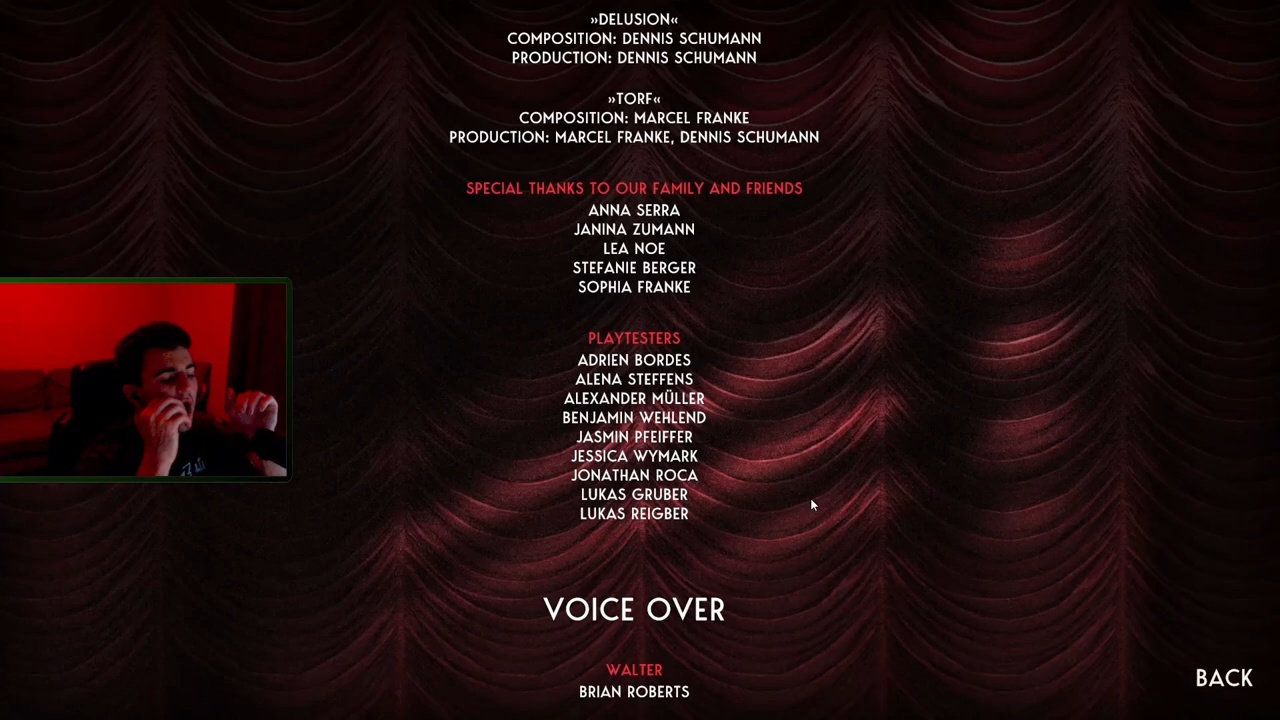 »DELUSION«
COMPOSITION: DENNIS SCHUMANN
PRODUCTION: DENNIS SCHUMANN
»TORF«
COMPOSITION: MARCEL FRANKE
PRODUCTION: MARCEL FRANKE, DENNIS SCHUMANN
SPECIAL THANKS TO OUR FAMILY AND FRIENDS
ANNA SERRA
JANINA ZUMANN
LEA NOE
STEFANIE BERGER
SOPHIA FRANKE
PLAYTESTERS
ADRIEN BORDES
ALENA STEFFENS
ALEXANDER MÜLLER
BENJAMIN WEHLEND
JASMIN PFEIFFER
JESSICA WYMARK
JONATHAN ROCA
LUKAS GRUBER
LUKAS REIGBER
VOICE OVER
WALTER
BRIAN ROBERTS
BACK